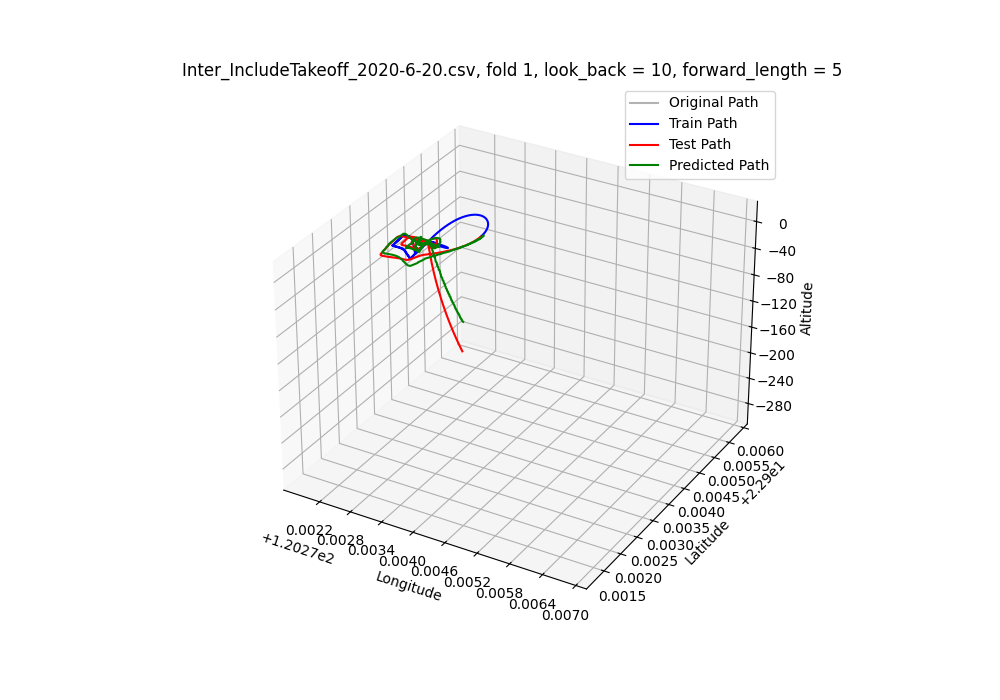 Inter_IncludeTakeoff_2020-6-20.csv, fold 1, look_back = 10, forward_length = 5
Original Path
Train Path
Test Path
Predicted Path
0
−40
−80
−120
−160
−200
−240
−280
Altitude
0.0060
0.0055
0.0050
0.0045
0.0040
0.0035
0.0030
0.0025
0.0020
0.0015
+2.29e1
Latitude
0.0022
0.0028
0.0034
0.0040
0.0046
0.0052
0.0058
0.0064
0.0070
+1.2027e2
Longitude